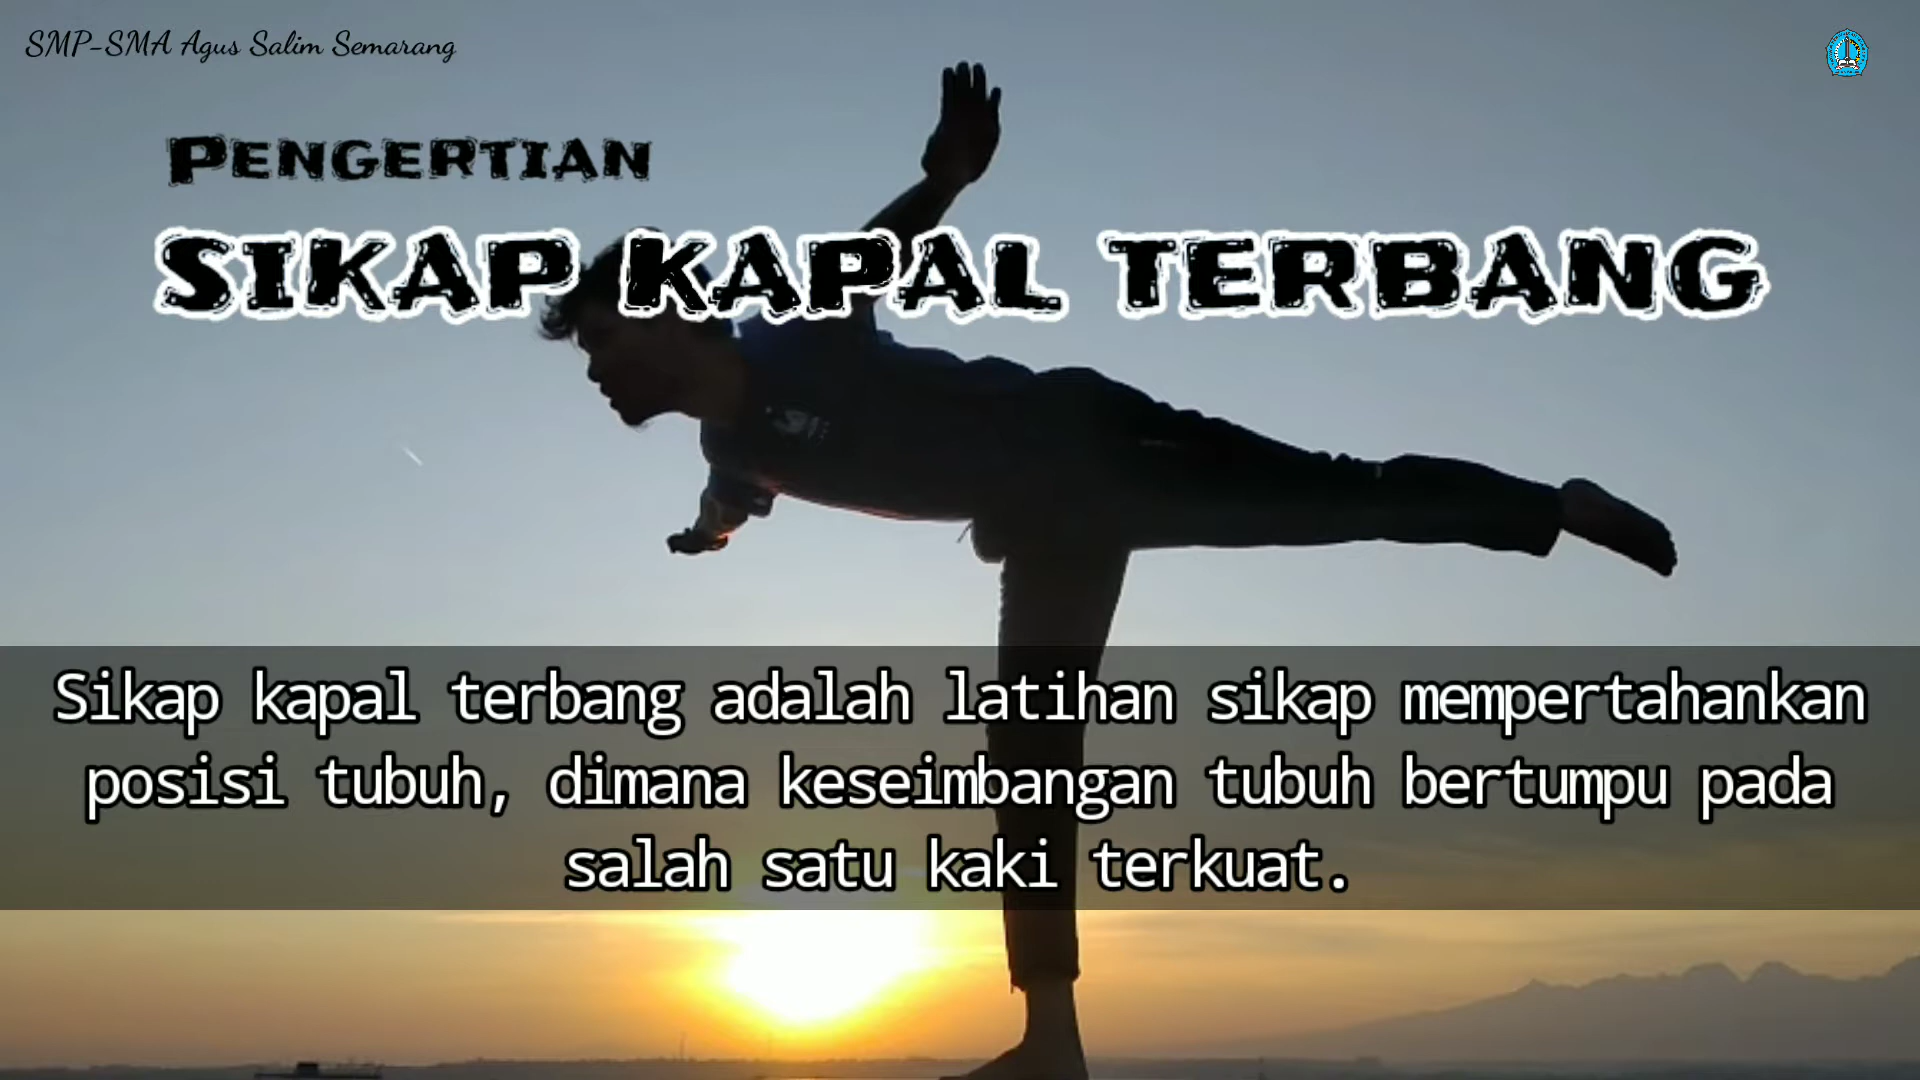 SMP-SMA Agus Salim Semarang
PENGERTIAN
SIKAP KAPAL TERBANG
Sikap kapal terbang adalah latihan sikap mempertahankan
posisi tubuh, dimana keseimbangan tubuh bertumpu pada
salah satu kaki terkuat.